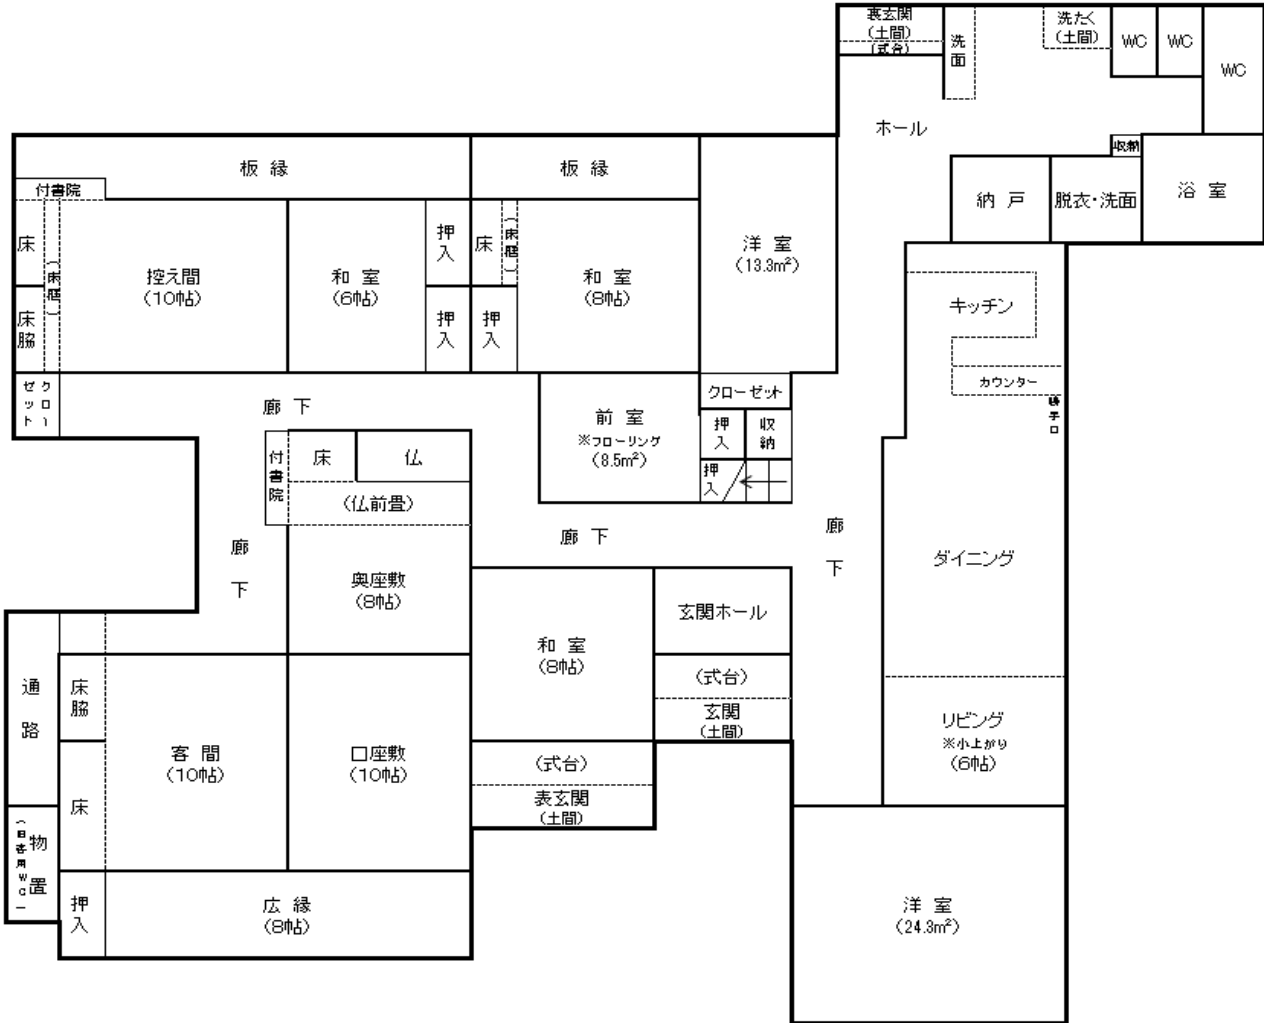 裏玄関
(土間)
(式台)
洗面
洗たく
(土間)
WC
WC
WC
ホール
収納
納 戸
脱衣・洗面
浴 室
板 縁
板 縁
付書院
床
(床畳)
床脇
控え間
(10帖)
和 室
(6帖)
押入
押入
床
(床畳)
押入
和 室
(8帖)
洋 室
(13.3m²)
キッチン
カウンター
勝手口
クローゼット
廊 下
前 室
※フローリング
(8.5m²)
クローゼット
押入
収納
押入
付書院
床
仏
(仏前畳)
廊下
廊 下
廊下
ダイニング
奥座敷
(8帖)
和 室
(8帖)
玄関ホール
(式台)
玄関
(土間)
通路
床脇
床
客 間
(10帖)
口座敷
(10帖)
(式台)
表玄関
(土間)
リビング
※小上がり
(6帖)
物置
(旧客用WC)
押入
広 縁
(8帖)
洋 室
(24.3m²)